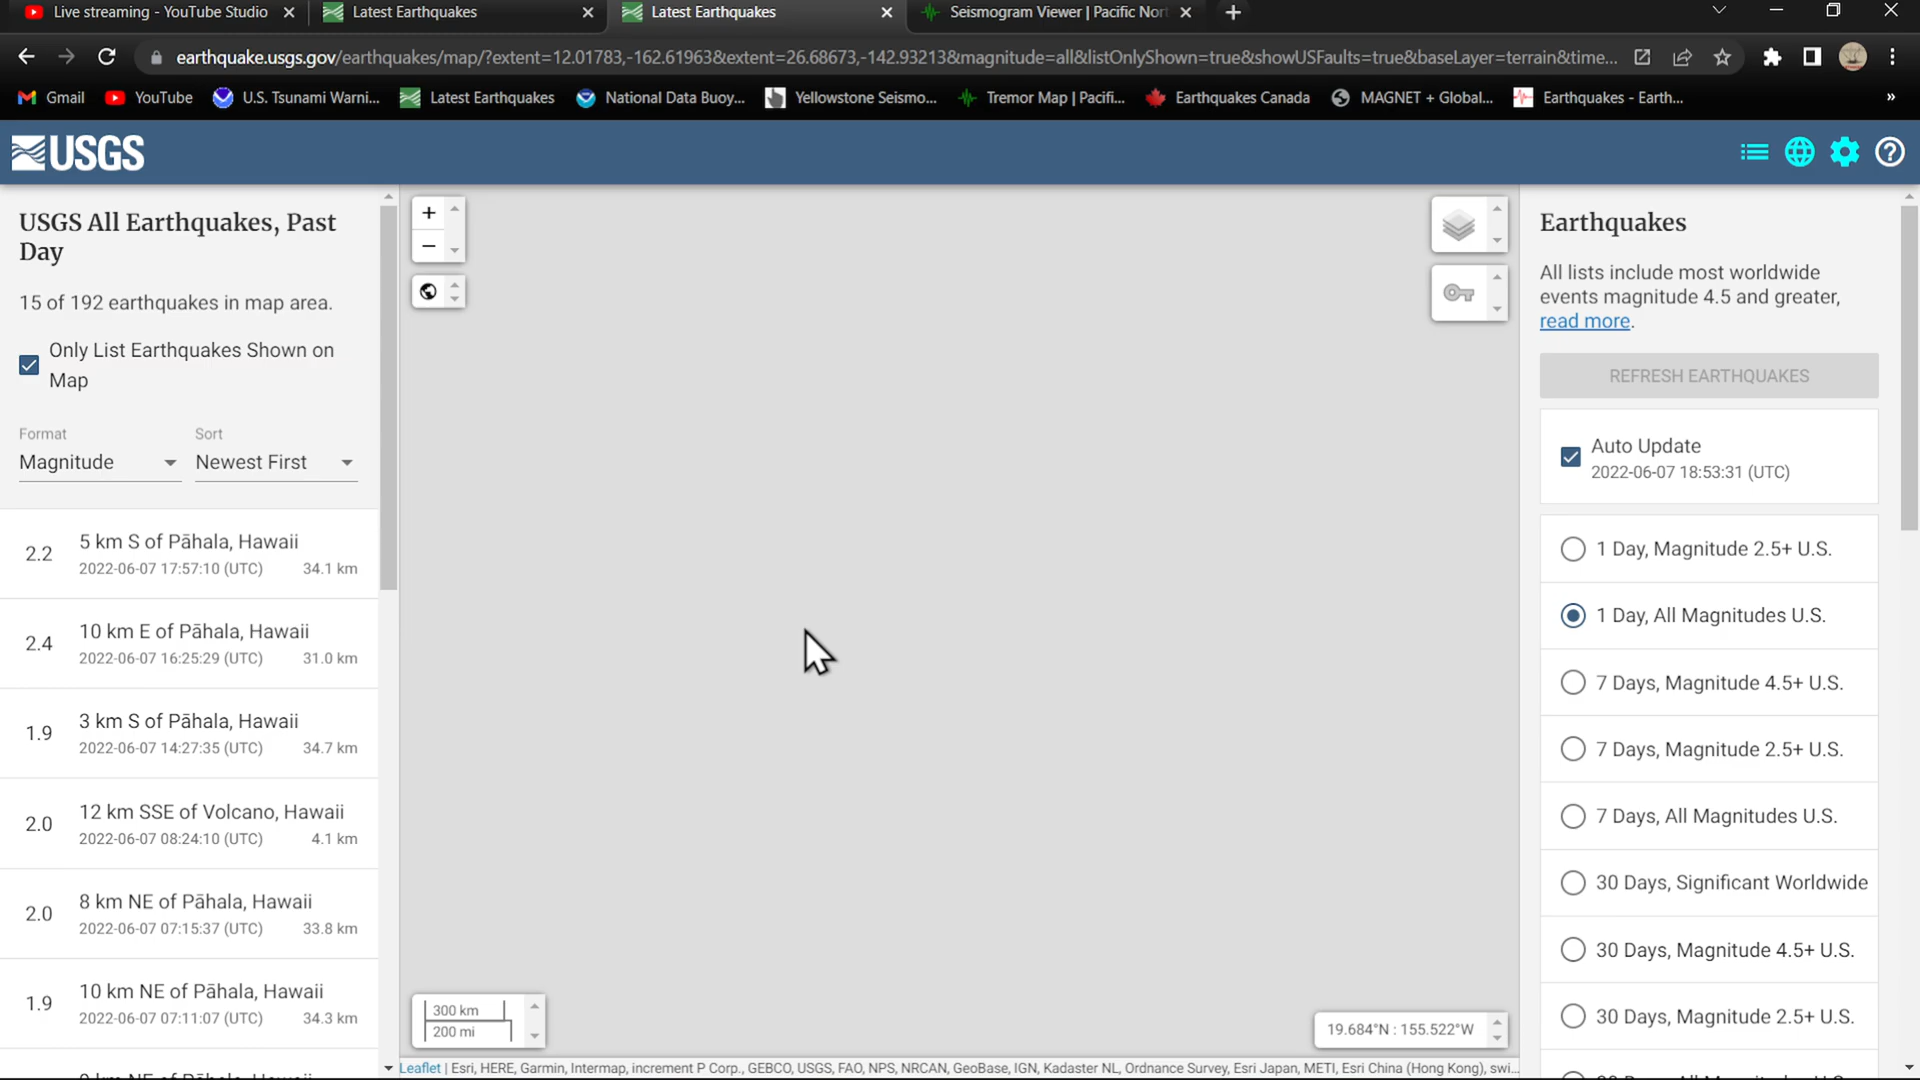 Live streaming - YouTube Studio
Latest Earthquakes
Latest Earthquakes
Seismogram Viewer | Pacific Nor
earthquake.usgs.gov/earthquakes/map/?extent=12.01783,-162.61963&extent=26.68673,-142.93213&magnitude=all&listOnlyShown=true&showUSFaults=true&baseLayer=terrain&time...
Gmail
YouTube
U.S. Tsunami Warni...
Latest Earthquakes
National Data Buoy...
Yellowstone Seismo...
Tremor Map | Pacifi...
Earthquakes Canada
MAGNET + Global...
Earthquakes - Earth...
»
USGS
USGS All Earthquakes, Past
Day
15 of 192 earthquakes in map area.
Only List Earthquakes Shown on
Map
Format
Sort
Magnitude
Newest First
2.2
5 km S of Pāhala, Hawaii
2022-06-07 17:57:10 (UTC)
34.1 km
2.4
10 km E of Pāhala, Hawaii
2022-06-07 16:25:29 (UTC)
31.0 km
1.9
3 km S of Pāhala, Hawaii
2022-06-07 14:27:35 (UTC)
34.7 km
2.0
12 km SSE of Volcano, Hawaii
2022-06-07 08:24:10 (UTC)
4.1 km
2.0
8 km NE of Pāhala, Hawaii
2022-06-07 07:15:37 (UTC)
33.8 km
1.9
10 km NE of Pāhala, Hawaii
2022-06-07 07:11:07 (UTC)
34.3 km
+
−
300 km
200 mi
19.684°N : 155.522°W
Leaflet | Esri, HERE, Garmin, Intermap, increment P Corp., GEBCO, USGS, FAO, NPS, NRCAN, GeoBase, IGN, Kadaster NL, Ordnance Survey, Esri Japan, METI, Esri China (Hong Kong), swi...
Earthquakes
All lists include most worldwide
events magnitude 4.5 and greater,
read more.
REFRESH EARTHQUAKES
Auto Update
2022-06-07 18:53:31 (UTC)
1 Day, Magnitude 2.5+ U.S.
1 Day, All Magnitudes U.S.
7 Days, Magnitude 4.5+ U.S.
7 Days, Magnitude 2.5+ U.S.
7 Days, All Magnitudes U.S.
30 Days, Significant Worldwide
30 Days, Magnitude 4.5+ U.S.
30 Days, Magnitude 2.5+ U.S.